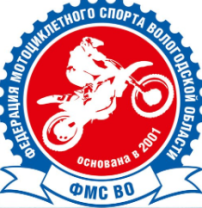 ФЕДЕРАЦИЯ МОТОЦИКЛЕТНОГО СПОРТА ВОЛОГОДСКОЙ ОБЛАСТИ
основана в 2001
ФМС ВО